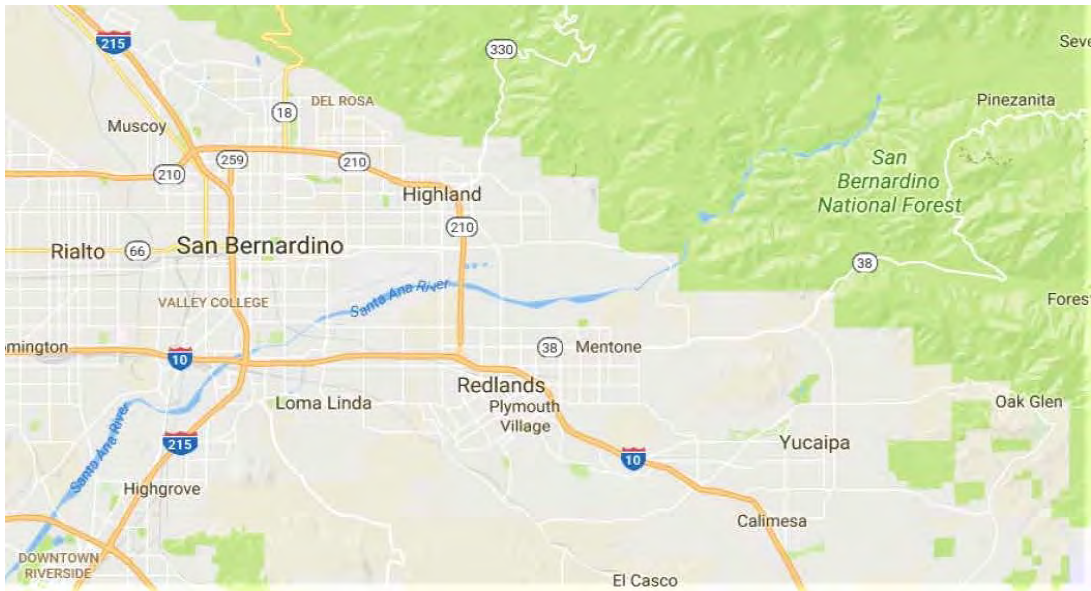 215
330
Seve
Pinezanita
DEL ROSA
18
Muscoy
San
Bernardino
National Forest
259
210
210
Highland
210
Rialto
66
San Bernardino
38
Santa Ana River
VALLEY COLLEGE
Fores
omington
10
38
Mentone
Redlands
Loma Linda
Plymouth
Village
Oak Glen
Santa Ana River
215
10
Yucaipa
Highgrove
Calimesa
DOWNTOWN
RIVERSIDE
El Casco